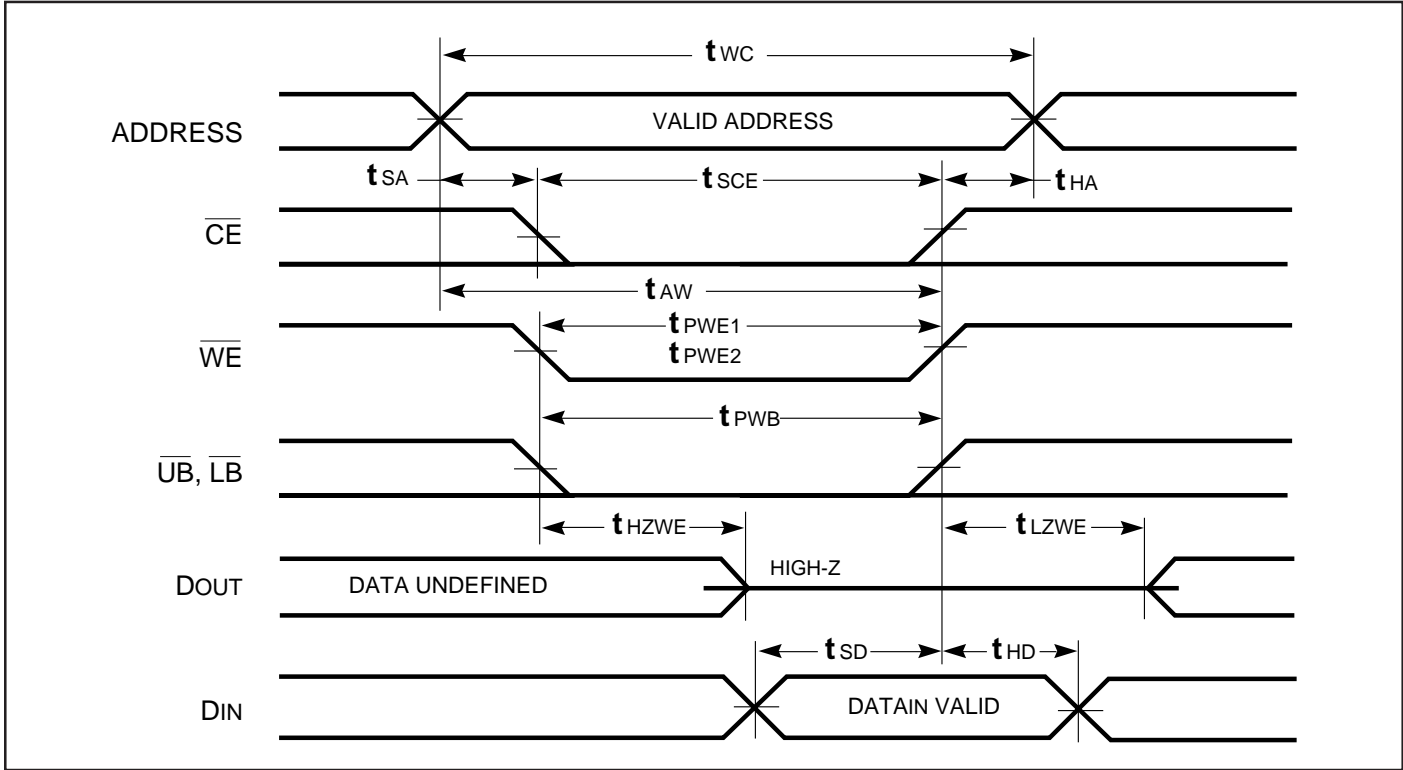 tWC
ADDRESS
VALID ADDRESS
tSA
tSCE
tHA
CE
tAW
tPWE1
WE
tPWE2
tPWB
UB, LB
tHZWE
tLZWE
DOUT
DATA UNDEFINED
HIGH-Z
tSD
tHD
DIN
DATAIN VALID